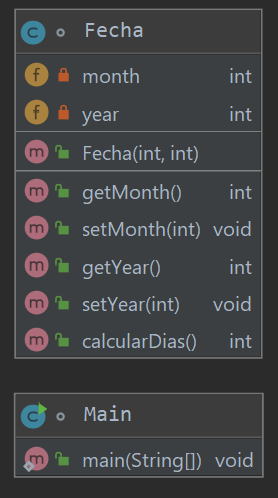 Fecha
month int
year int
Fecha(int, int)
getMonth() int
setMonth(int) void
getYear() int
setYear(int) void
calcularDias() int
Main
main(String[]) void